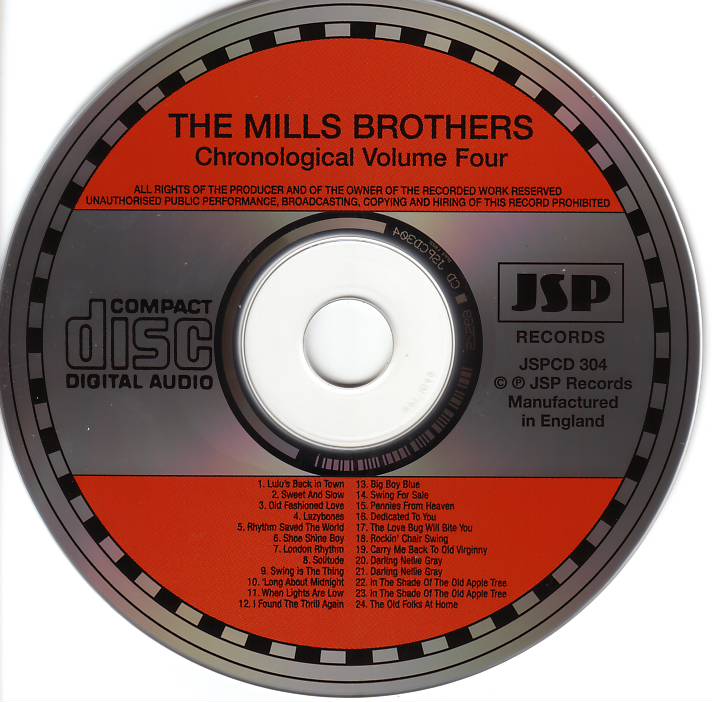 THE MILLS BROTHERS
Chronological Volume Four
ALL RIGHTS OF THE PRODUCER AND OF THE OWNER OF THE RECORDED WORK RESERVED
UNAUTHORISED PUBLIC PERFORMANCE, BROADCASTING, COPYING AND HIRING OF THIS RECORD PROHIBITED
CD JSPCD304
COMPACT
disc
DIGITAL AUDIO
JSP
RECORDS
JSPCD 304
© ℗ JSP Records
Manufactured
in England
1. Lulu's Back in Town
2. Sweet And Slow
3. Old Fashioned Love
4. Lazybones
5. Rhythm Saved The World
6. Shoe Shine Boy
7. London Rhythm
8. Solitude
9. Swing Is The Thing
10. 'Long About Midnight
11. When Lights Are Low
12. I Found The Thrill Again
13. Big Boy Blue
14. Swing For Sale
15. Pennies From Heaven
16. Dedicated To You
17. The Love Bug Will Bite You
18. Rockin' Chair Swing
19. Carry Me Back To Old Virginny
20. Darling Nellie Gray
21. Darling Nellie Gray
22. In The Shade Of The Old Apple Tree
23. In The Shade Of The Old Apple Tree
24. The Old Folks At Home